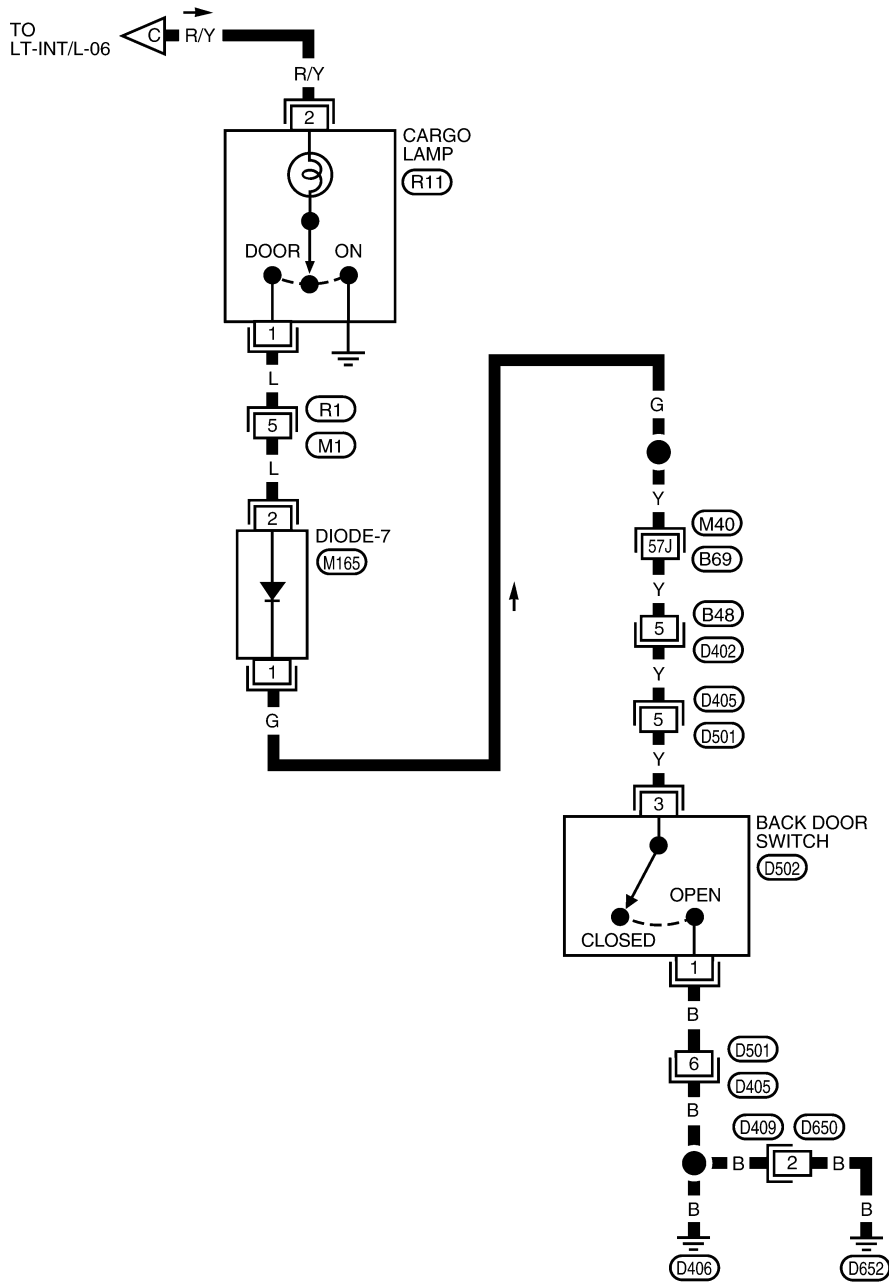 TO
LT-INT/L-06
C
R/Y
R/Y
2
CARGO
LAMP
R11
DOOR
ON
1
L
R1
5
M1
L
2
DIODE-7
M165
1
G
G
Y
M40
57J
B69
Y
B48
5
D402
Y
D405
5
D501
Y
3
BACK DOOR
SWITCH
D502
OPEN
CLOSED
1
B
D501
6
D405
B
D409
D650
B
2
B
B
B
D406
D652